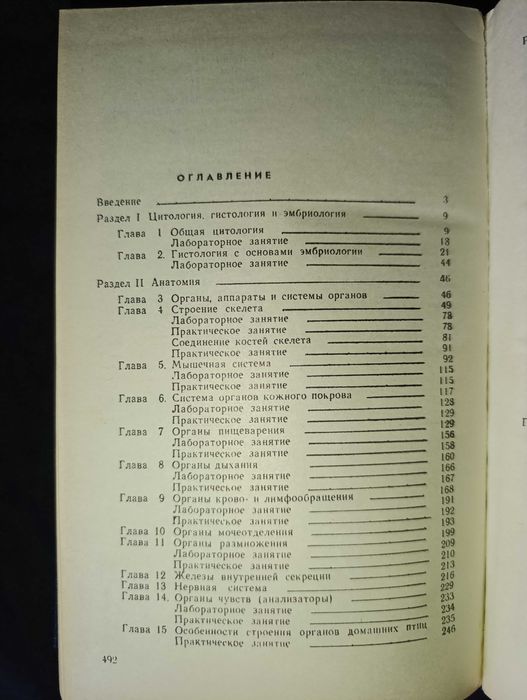 ОГЛАВЛЕНИЕ
Введение 3
Раздел I Цитология, гистология и эмбриология 9
Глава 1 Общая цитология 9
Лабораторное занятие 18
Глава 2. Гистология с основами эмбриологии 21
Лабораторное занятие 44
Раздел II Анатомия 46
Глава 3 Органы, аппараты и системы органов 46
Глава 4 Строение скелета 49
Лабораторное занятие 78
Практическое занятие 78
Соединение костей скелета 81
Практическое занятие 91
Глава 5. Мышечная система 92
Лабораторное занятие 115
Практическое занятие 115
Глава 6. Система органов кожного покрова 117
Лабораторное занятие 128
Практическое занятие 129
Глава 7 Органы пищеварения 129
Лабораторное занятие 156
Практическое занятие 158
Глава 8 Органы дыхания 160
Лабораторное занятие 166
Практическое занятие 167
Глава 9 Органы крово- и лимфообращения 168
Лабораторное занятие 191
Практическое занятие 192
Глава 10 Органы мочеотделения 193
Глава 11 Органы размножения 199
Лабораторное занятие 209
Практическое занятие 210
Глава 12 Железы внутренней секреции 213
Глава 13 Нервная система 216
Глава 14. Органы чувств (анализаторы) 229
Лабораторное занятие 233
Практическое занятие 234
Глава 15 Особенности строения органов домашних птиц 235
Практическое занятие 246
492